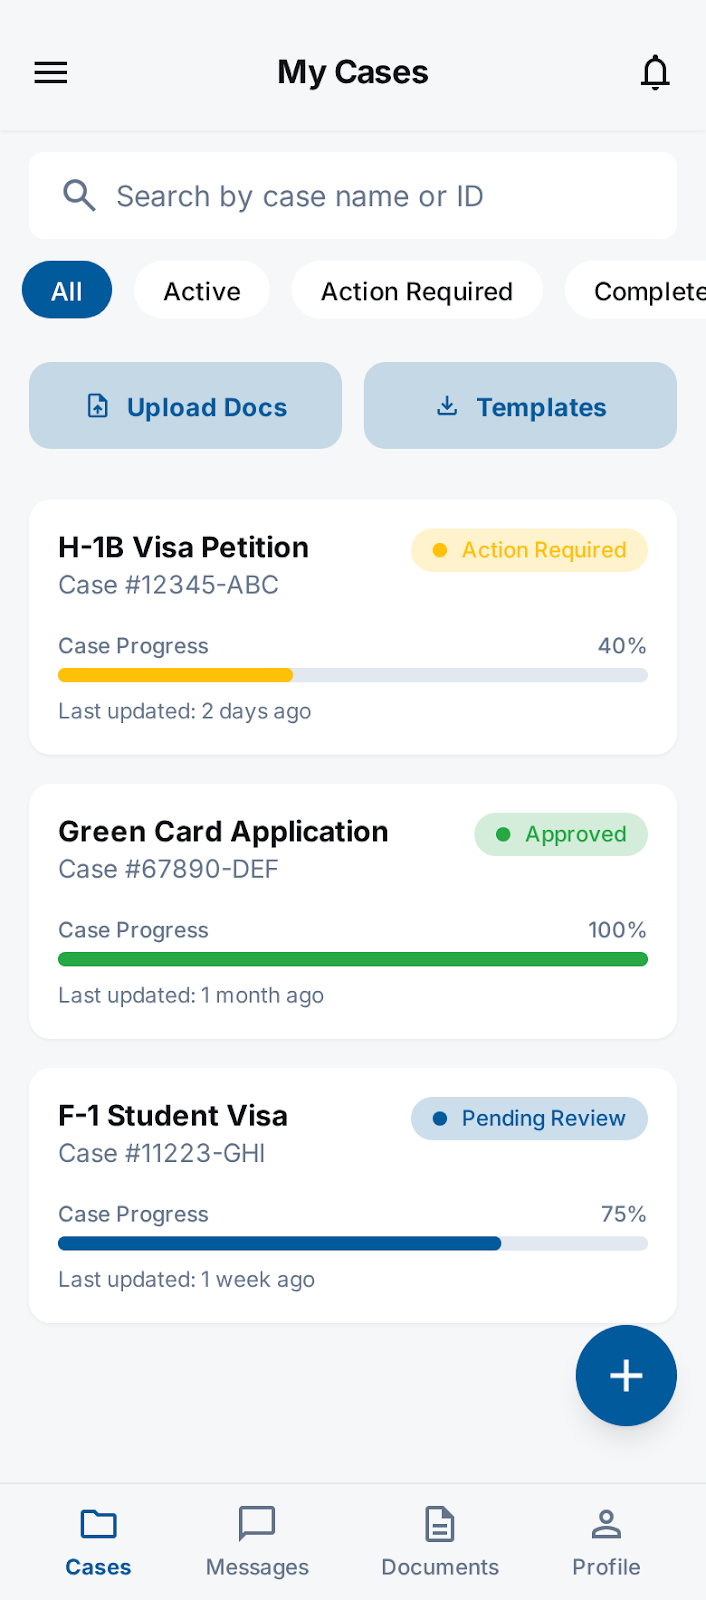 My Cases
Search by case name or ID
All Active Action Required Complete
Upload Docs Templates
H-1B Visa Petition
Action Required
Case #12345-ABC
Case Progress 40%
Last updated: 2 days ago
Green Card Application
Approved
Case #67890-DEF
Case Progress 100%
Last updated: 1 month ago
F-1 Student Visa
Pending Review
Case #11223-GHI
Case Progress 75%
Last updated: 1 week ago
Cases Messages Documents Profile